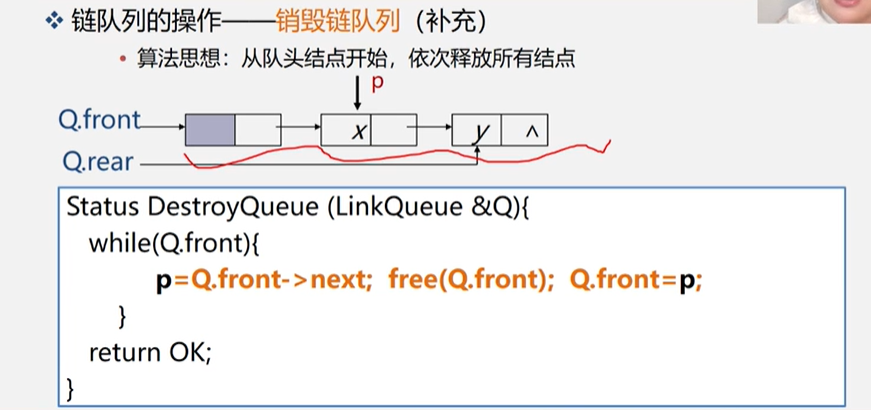 ❖ 链队列的操作——销毁链队列（补充）
• 算法思想：从队头结点开始，依次释放所有结点
p
Q.front x y ^
Q.rear
Status DestroyQueue (LinkQueue &Q){
while(Q.front){
p=Q.front->next; free(Q.front); Q.front=p;
}
return OK;
}